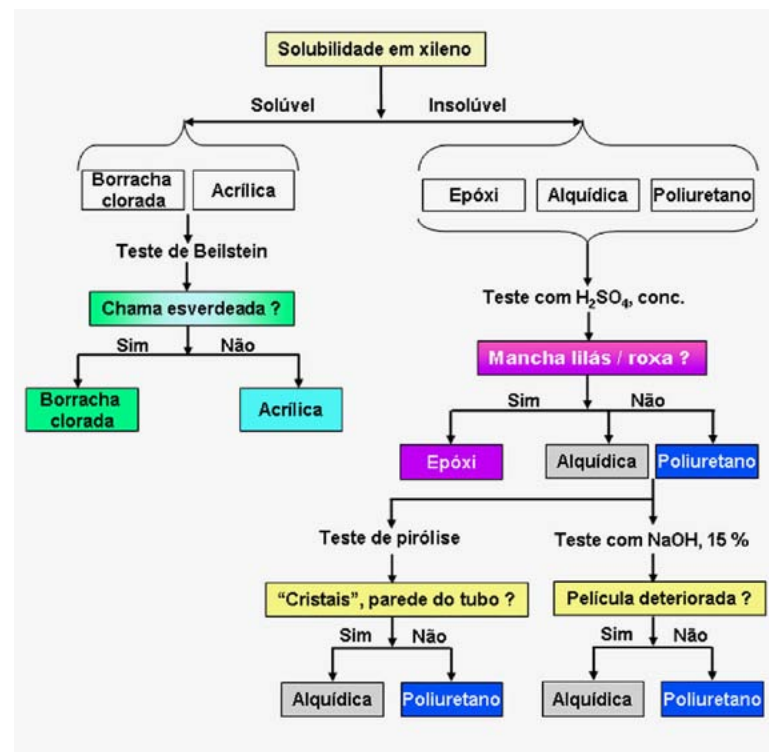 Solubilidade em xileno
Solúvel
Insolúvel
Borracha
clorada
Acrílica
Epóxi
Alquídica
Poliuretano
Teste de Beilstein
Teste com H₂SO₄, conc.
Chama esverdeada ?
Mancha lilás / roxa ?
Sim
Não
Sim
Não
Borracha
clorada
Acrílica
Epóxi
Alquídica
Poliuretano
Teste de pirólise
Teste com NaOH, 15 %
“Cristais”, parede do tubo ?
Película deteriorada ?
Sim
Não
Sim
Não
Alquídica
Poliuretano
Alquídica
Poliuretano